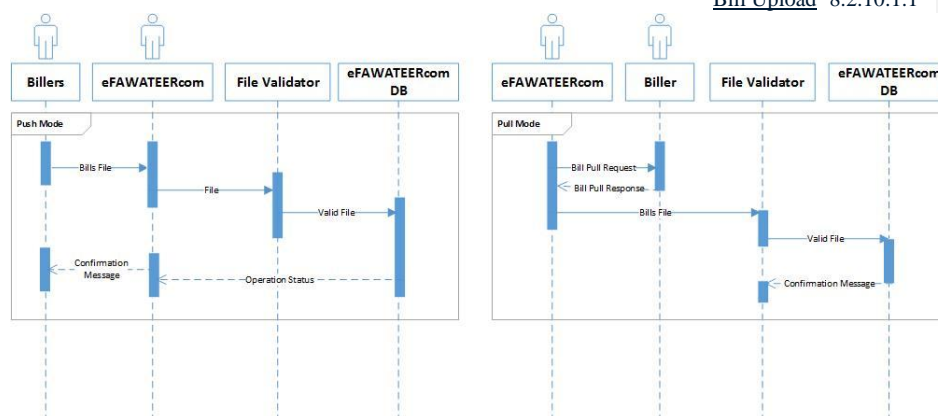 Bill Upload 8.2.10.1.1
Billers
eFAWATEERcom
File Validator
eFAWATEERcom
DB
Push Mode
Bills File
File
Valid File
Confirmation
Message
Operation Status
eFAWATEERcom
Biller
File Validator
eFAWATEERcom
DB
Pull Mode
Bill Pull Request
Bill Pull Response
Bills File
Valid File
Confirmation Message